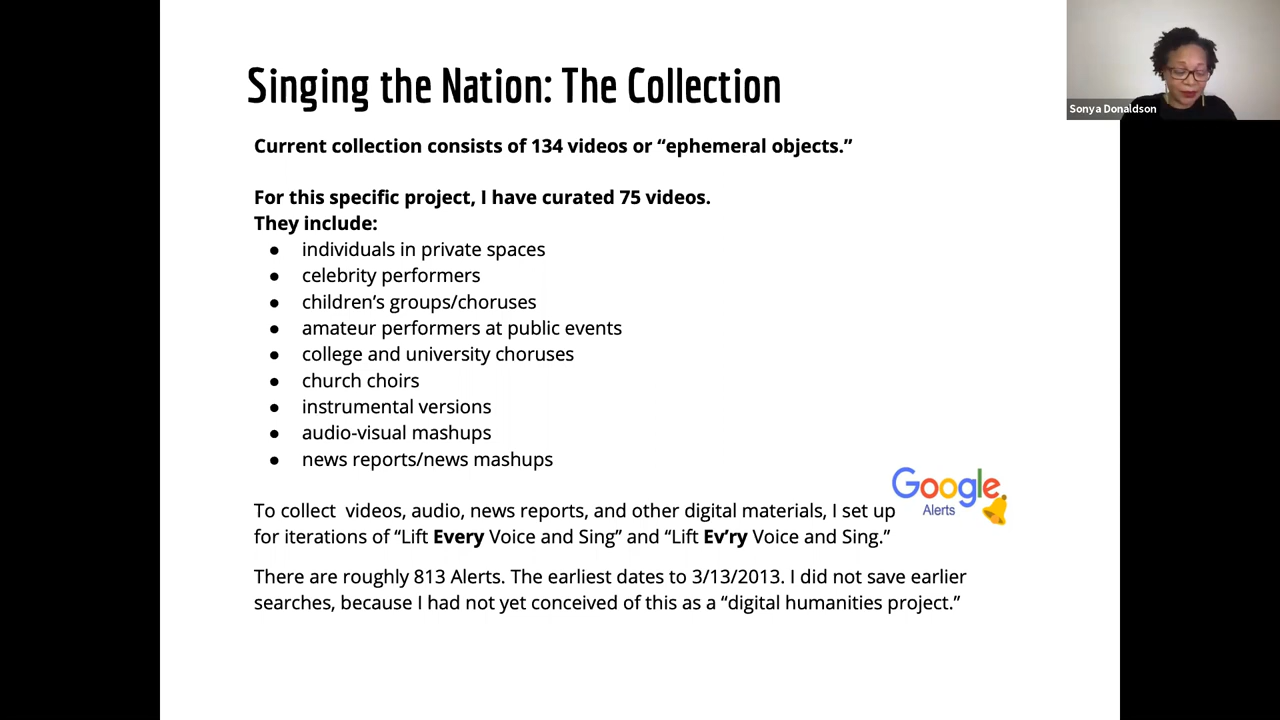 Singing the Nation: The Collection
Sonya Donaldson
Current collection consists of 134 videos or “ephemeral objects.”
For this specific project, I have curated 75 videos.
They include:
● individuals in private spaces
● celebrity performers
● children’s groups/choruses
● amateur performers at public events
● college and university choruses
● church choirs
● instrumental versions
● audio-visual mashups
● news reports/news mashups
To collect videos, audio, news reports, and other digital materials, I set up
Google
Alerts
for iterations of “Lift Every Voice and Sing” and “Lift Ev’ry Voice and Sing.”
There are roughly 813 Alerts. The earliest dates to 3/13/2013. I did not save earlier
searches, because I had not yet conceived of this as a “digital humanities project.”